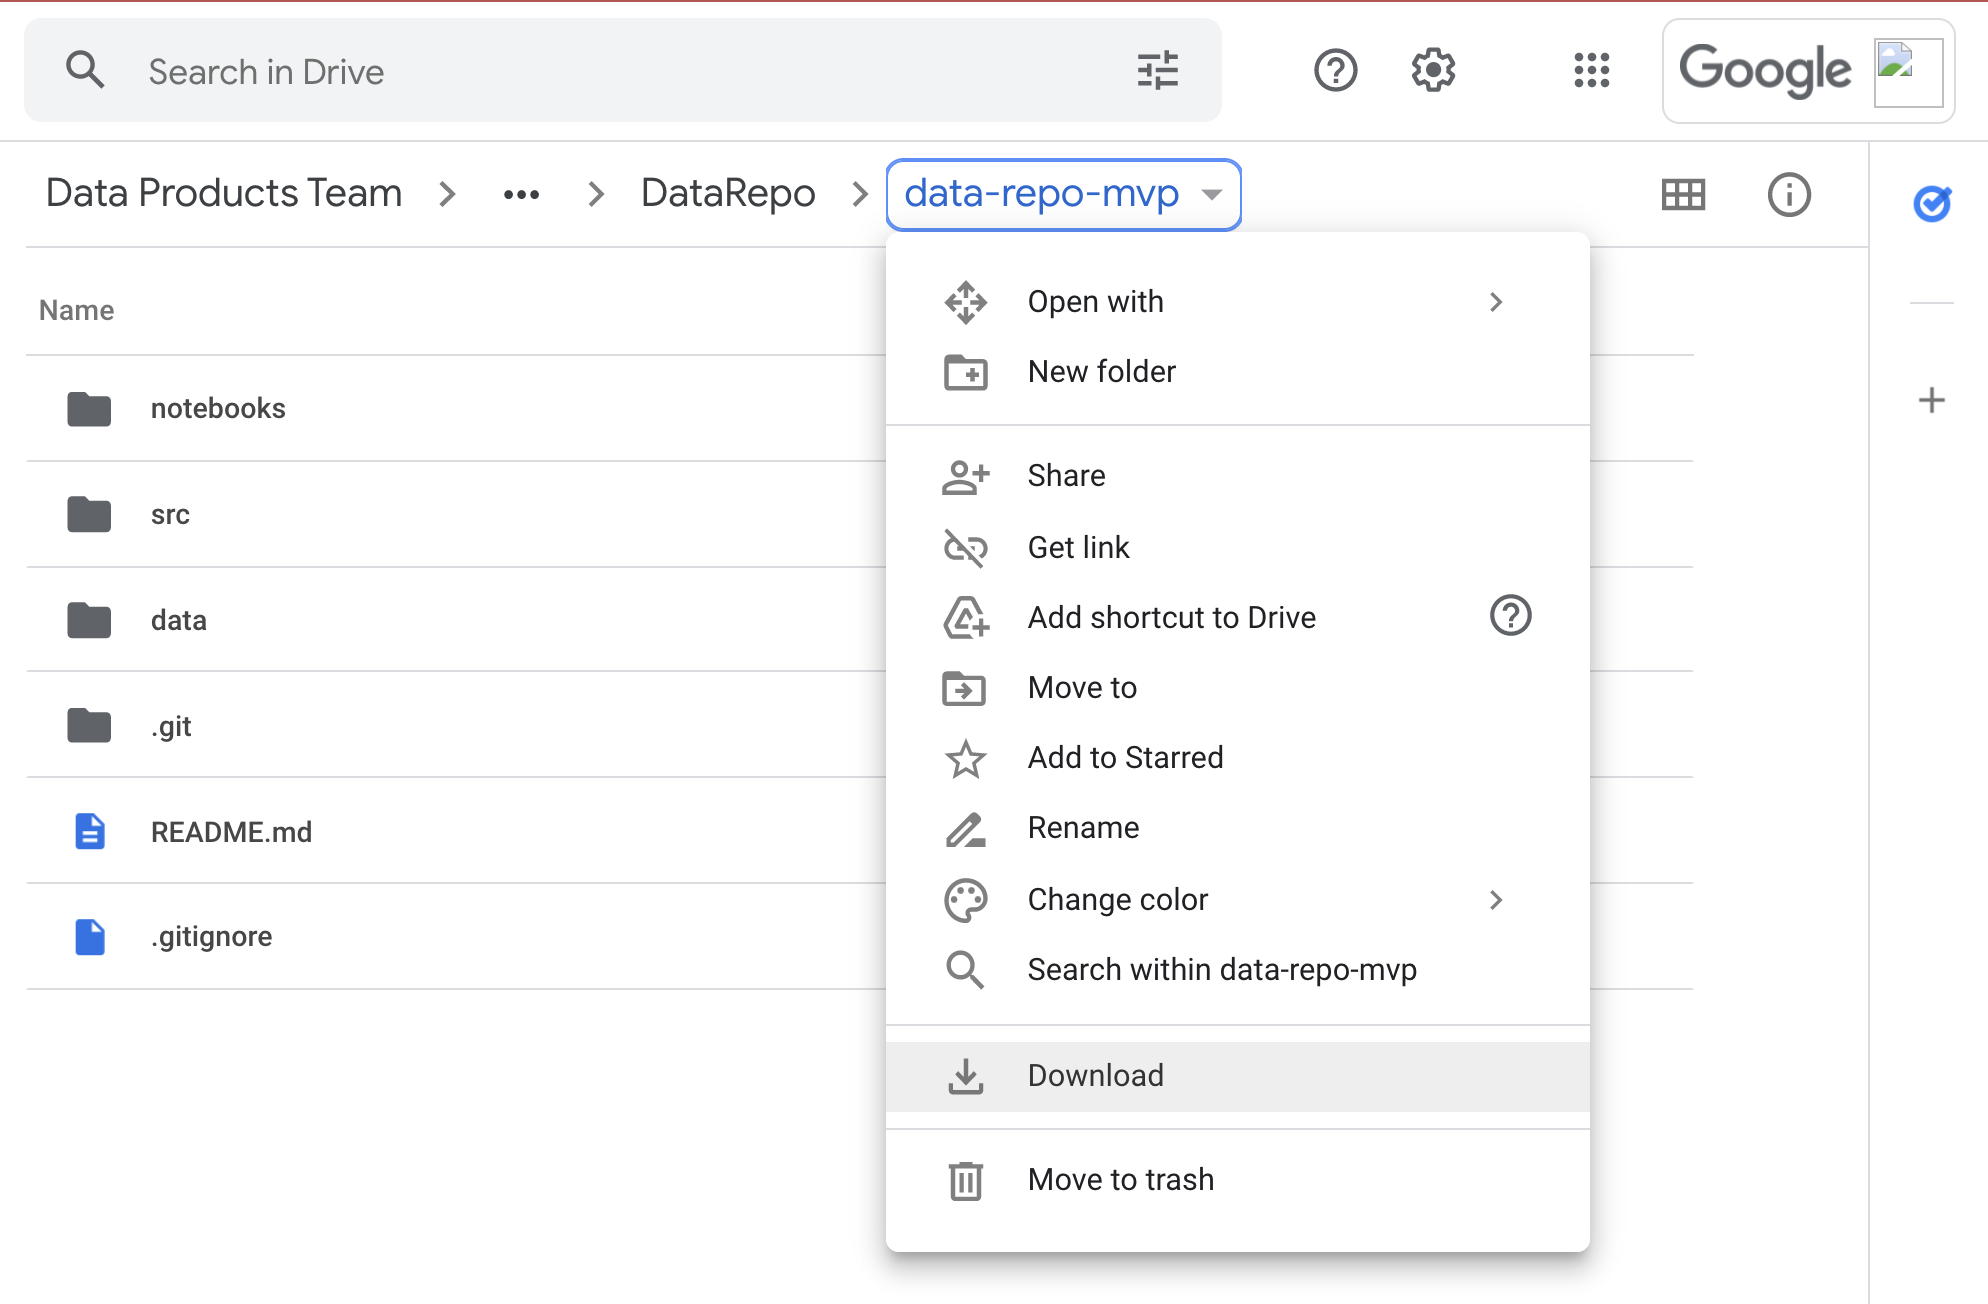 Search in Drive
Google
Data Products Team
DataRepo
data-repo-mvp
Name
notebooks
src
data
.git
README.md
.gitignore
Open with
New folder
Share
Get link
Add shortcut to Drive
Move to
Add to Starred
Rename
Change color
Search within data-repo-mvp
Download
Move to trash